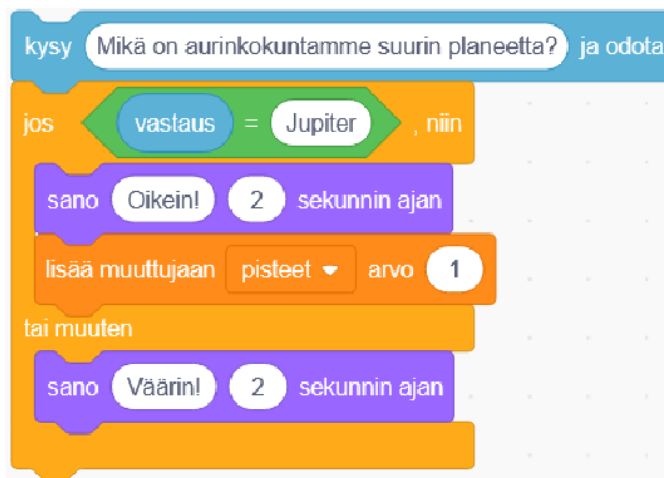 kysy Mikä on aurinkokuntamme suurin planeetta? ja odota
jos vastaus = Jupiter , niin
sano Oikein! 2 sekunnin ajan
lisää muuttujaan pisteet arvo 1
tai muuten
sano Väärin! 2 sekunnin ajan